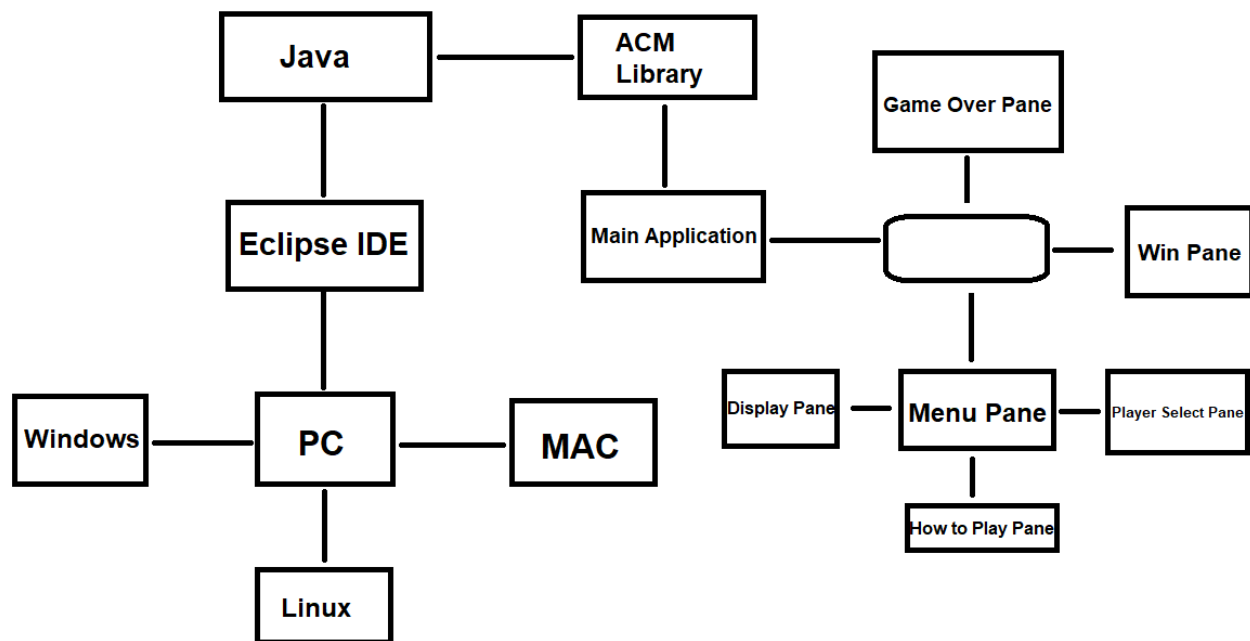 Java
ACM
Library
Game Over Pane
Eclipse IDE
Main Application
Win Pane
Windows
PC
MAC
Display Pane
Menu Pane
Player Select Pane
How to Play Pane
Linux